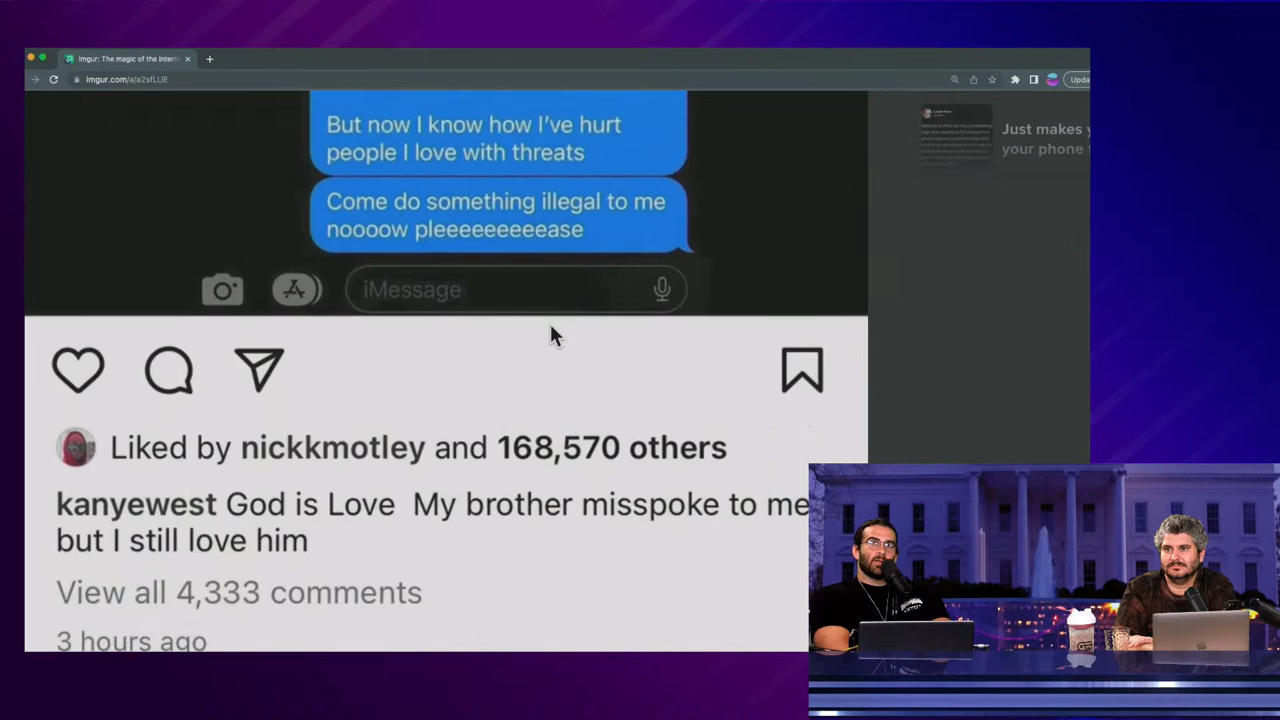 Imgur: The magic of the Intern
imgur.com/a/a2sfLUE
Upda
But now I know how I've hurt
people I love with threats
Just makes y
your phone
Come do something illegal to me
noooow pleeeeeeeeease
iMessage
Liked by nickkmotley and 168,570 others
kanyewest God is Love My brother misspoke to me
but I still love him
View all 4,333 comments
3 hours ago